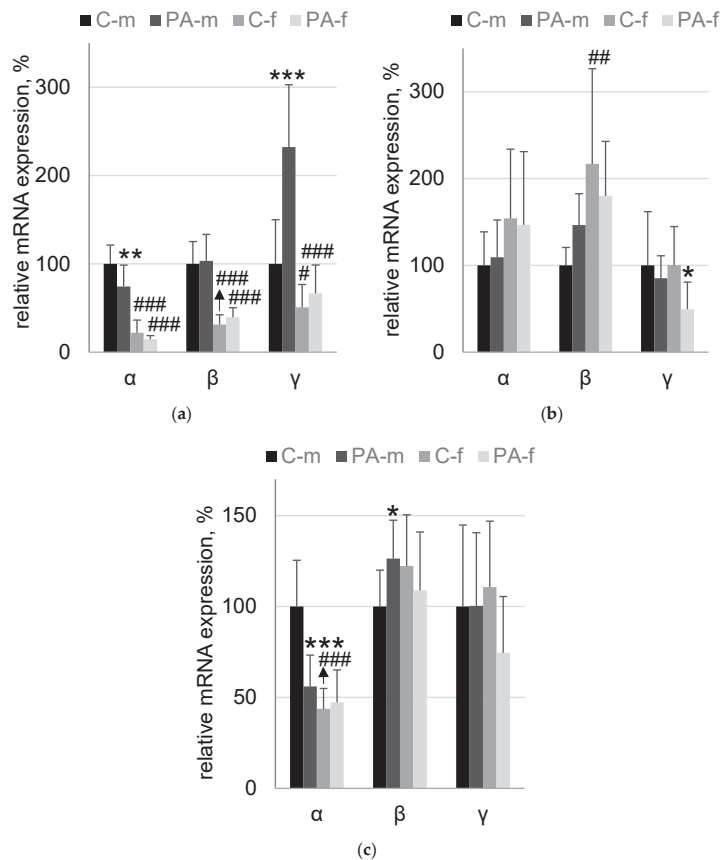 C-m PA-m C-f PA-f
relative mRNA expression, %
300
200
100
0
***
**
###
###
###
###
###
#
α β γ
(a)
C-m PA-m C-f PA-f
relative mRNA expression, %
300
200
100
0
##
*
α β γ
(b)
C-m PA-m C-f PA-f
relative mRNA expression, %
150
100
50
0
*
***
###
α β γ
(c)